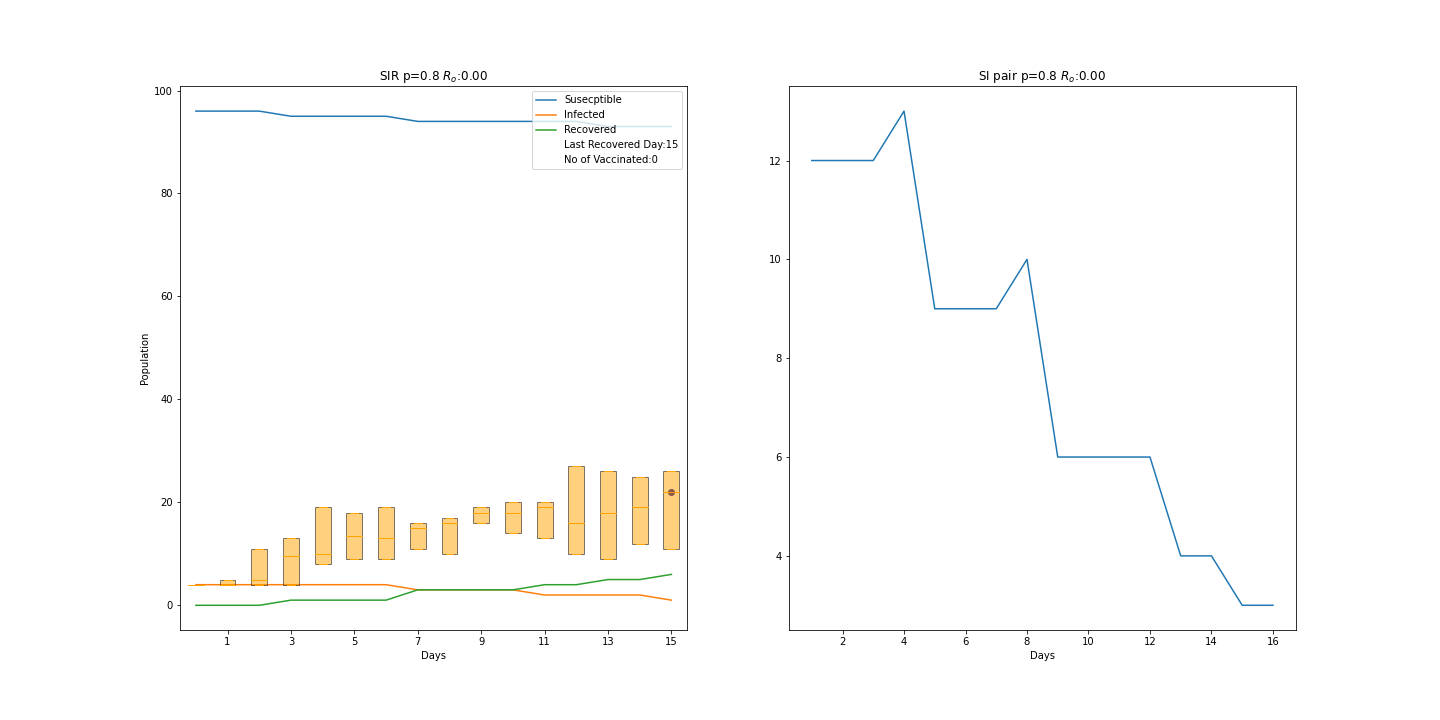 SIR p=0.8 Rₒ:0.00
100
80
60
40
20
0
Population
Susecptible
Infected
Recovered
Last Recovered Day:15
No of Vaccinated:0
1 3 5 7 9 11 13 15
Days
SI pair p=0.8 Rₒ:0.00
12
10
8
6
4
2 4 6 8 10 12 14 16
Days